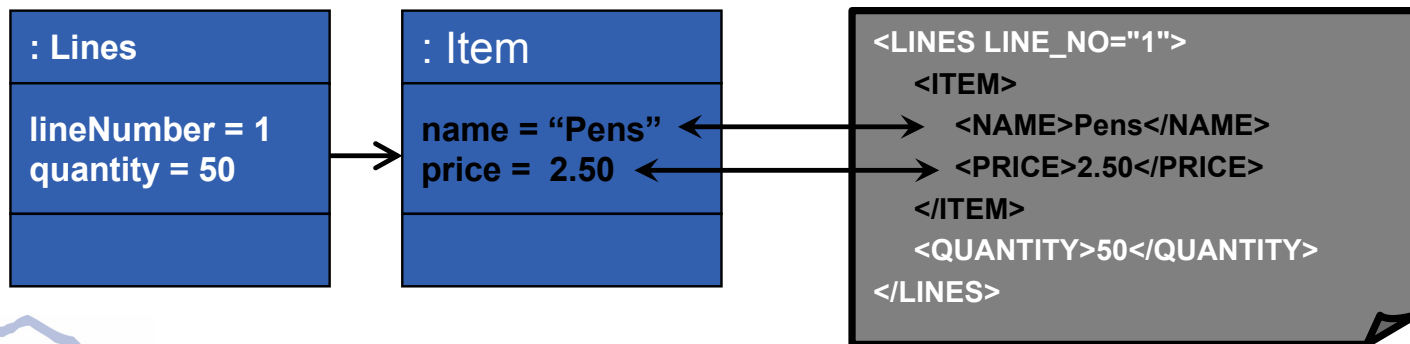 : Lines
lineNumber = 1
quantity = 50
: Item
name = “Pens”
price =  2.50
<LINES LINE_NO="1">
<ITEM>
<NAME>Pens</NAME>
<PRICE>2.50</PRICE>
</ITEM>
<QUANTITY>50</QUANTITY>
</LINES>